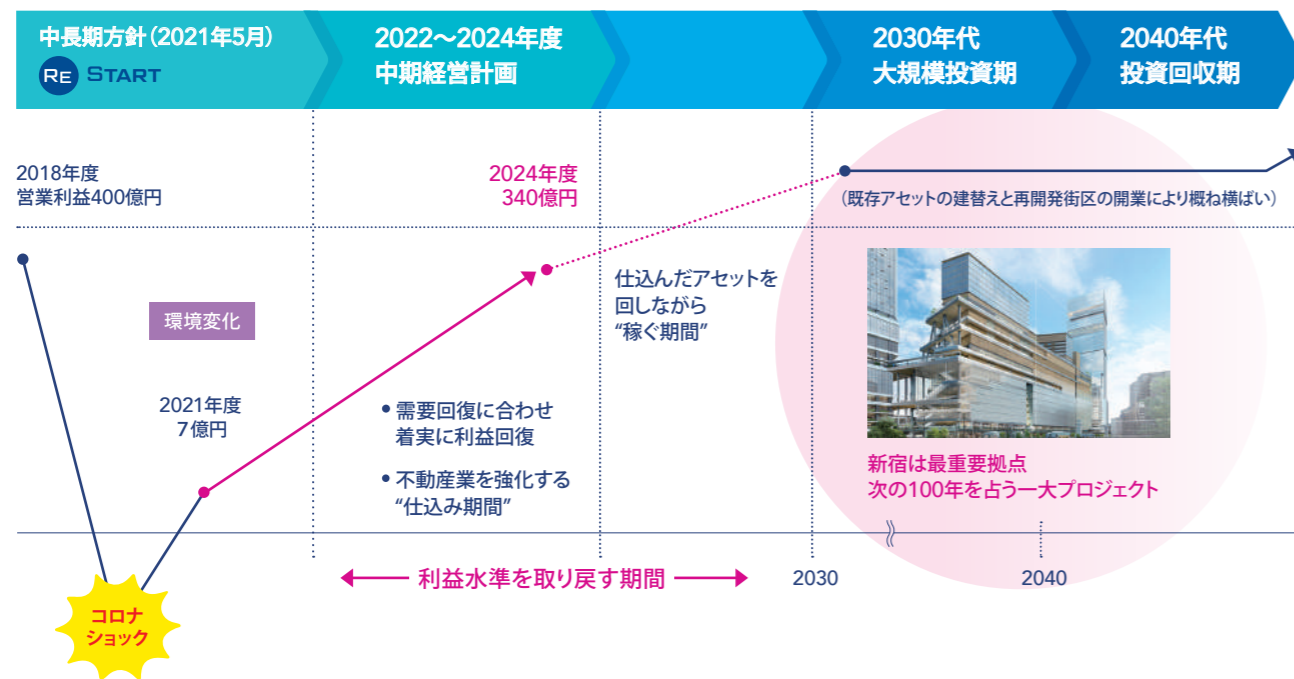 中長期方針（2021年5月）
RE START
2022～2024年度
中期経営計画
2030年代
大規模投資期
2040年代
投資回収期
2018年度
営業利益400億円
2024年度
340億円
（既存アセットの建替えと再開発街区の開業により概ね横ばい）
環境変化
仕込んだアセットを
回しながら
“稼ぐ期間”
2021年度
7億円
• 需要回復に合わせ
着実に利益回復
• 不動産業を強化する
“仕込み期間”
新宿は最重要拠点
次の100年を占う一大プロジェクト
利益水準を取り戻す期間
2030
2040
コロナ
ショック